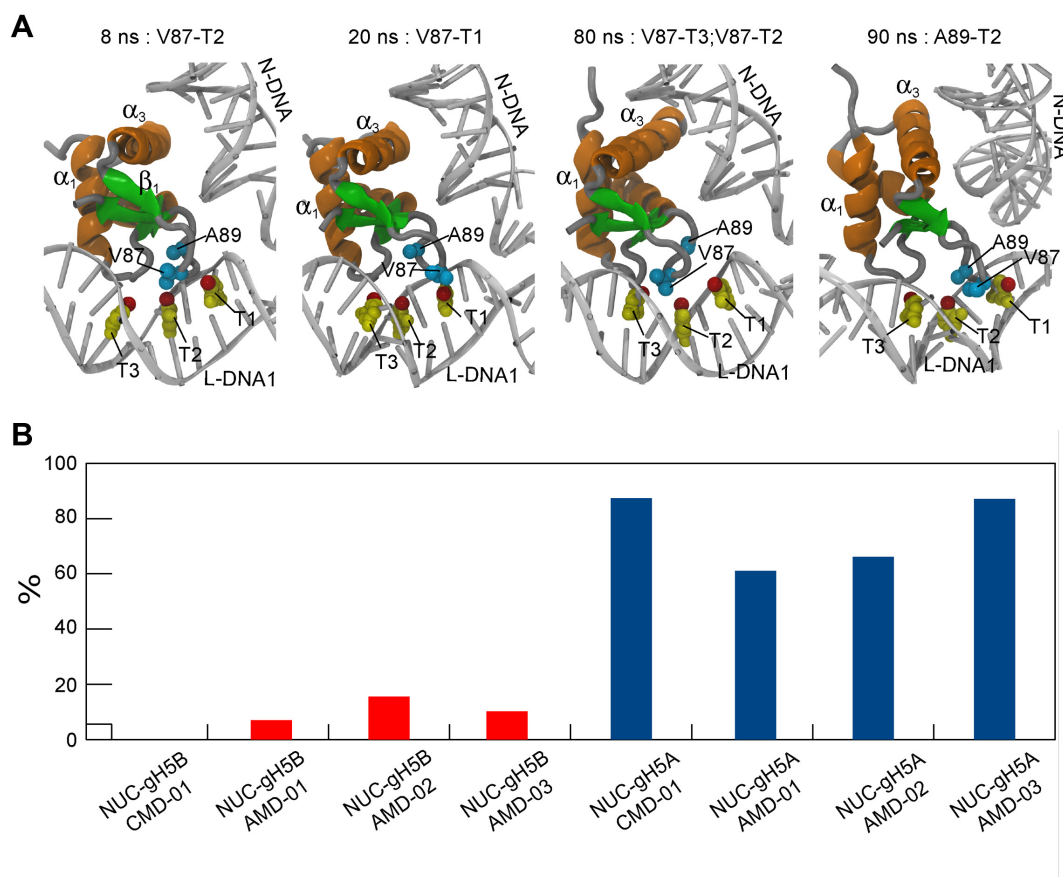 A
8 ns : V87-T2
20 ns : V87-T1
80 ns : V87-T3;V87-T2
90 ns : A89-T2
N-DNA
α3
α1
β1
A89
V87
T1
T2
T3
N-DNA
α3
α1
A89
V87
T1
T2
T3
L-DNA1
N-DNA
α3
α1
A89
V87
T1
T2
T3
L-DNA1
N-DNA
α3
α1
A89
V87
T1
T2
T3
L-DNA1
B
100
80
60
40
20
0
%
NUC-gH5B
CMD-01
NUC-gH5B
AMD-01
NUC-gH5B
AMD-02
NUC-gH5B
AMD-03
NUC-gH5A
CMD-01
NUC-gH5A
AMD-01
NUC-gH5A
AMD-02
NUC-gH5A
AMD-03